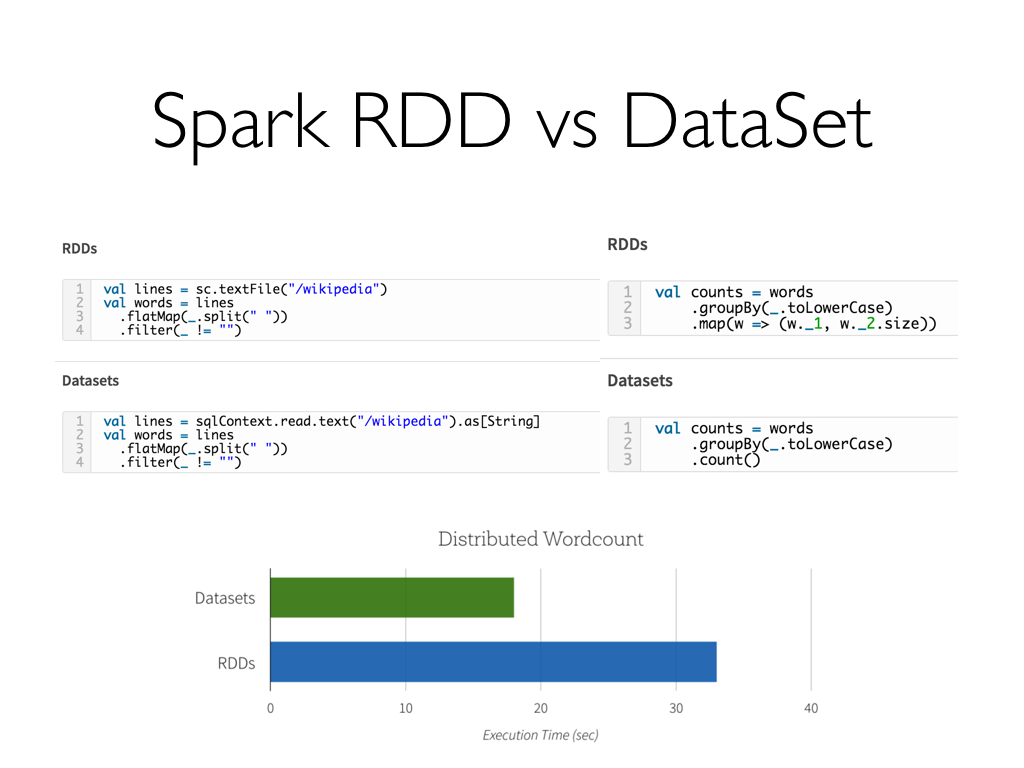 Spark RDD vs DataSet
RDDs
1 val lines = sc.textFile("/wikipedia")
2 val words = lines
3 .flatMap(_.split(" "))
4 .filter(_ != "")
Datasets
1 val lines = sqlContext.read.text("/wikipedia").as[String]
2 val words = lines
3 .flatMap(_.split(" "))
4 .filter(_ != "")
RDDs
1 val counts = words
2 .groupBy(_.toLowerCase)
3 .map(w => (w._1, w._2.size))
Datasets
1 val counts = words
2 .groupBy(_.toLowerCase)
3 .count()
Distributed Wordcount
Datasets
RDDs
0 10 20 30 40
Execution Time (sec)